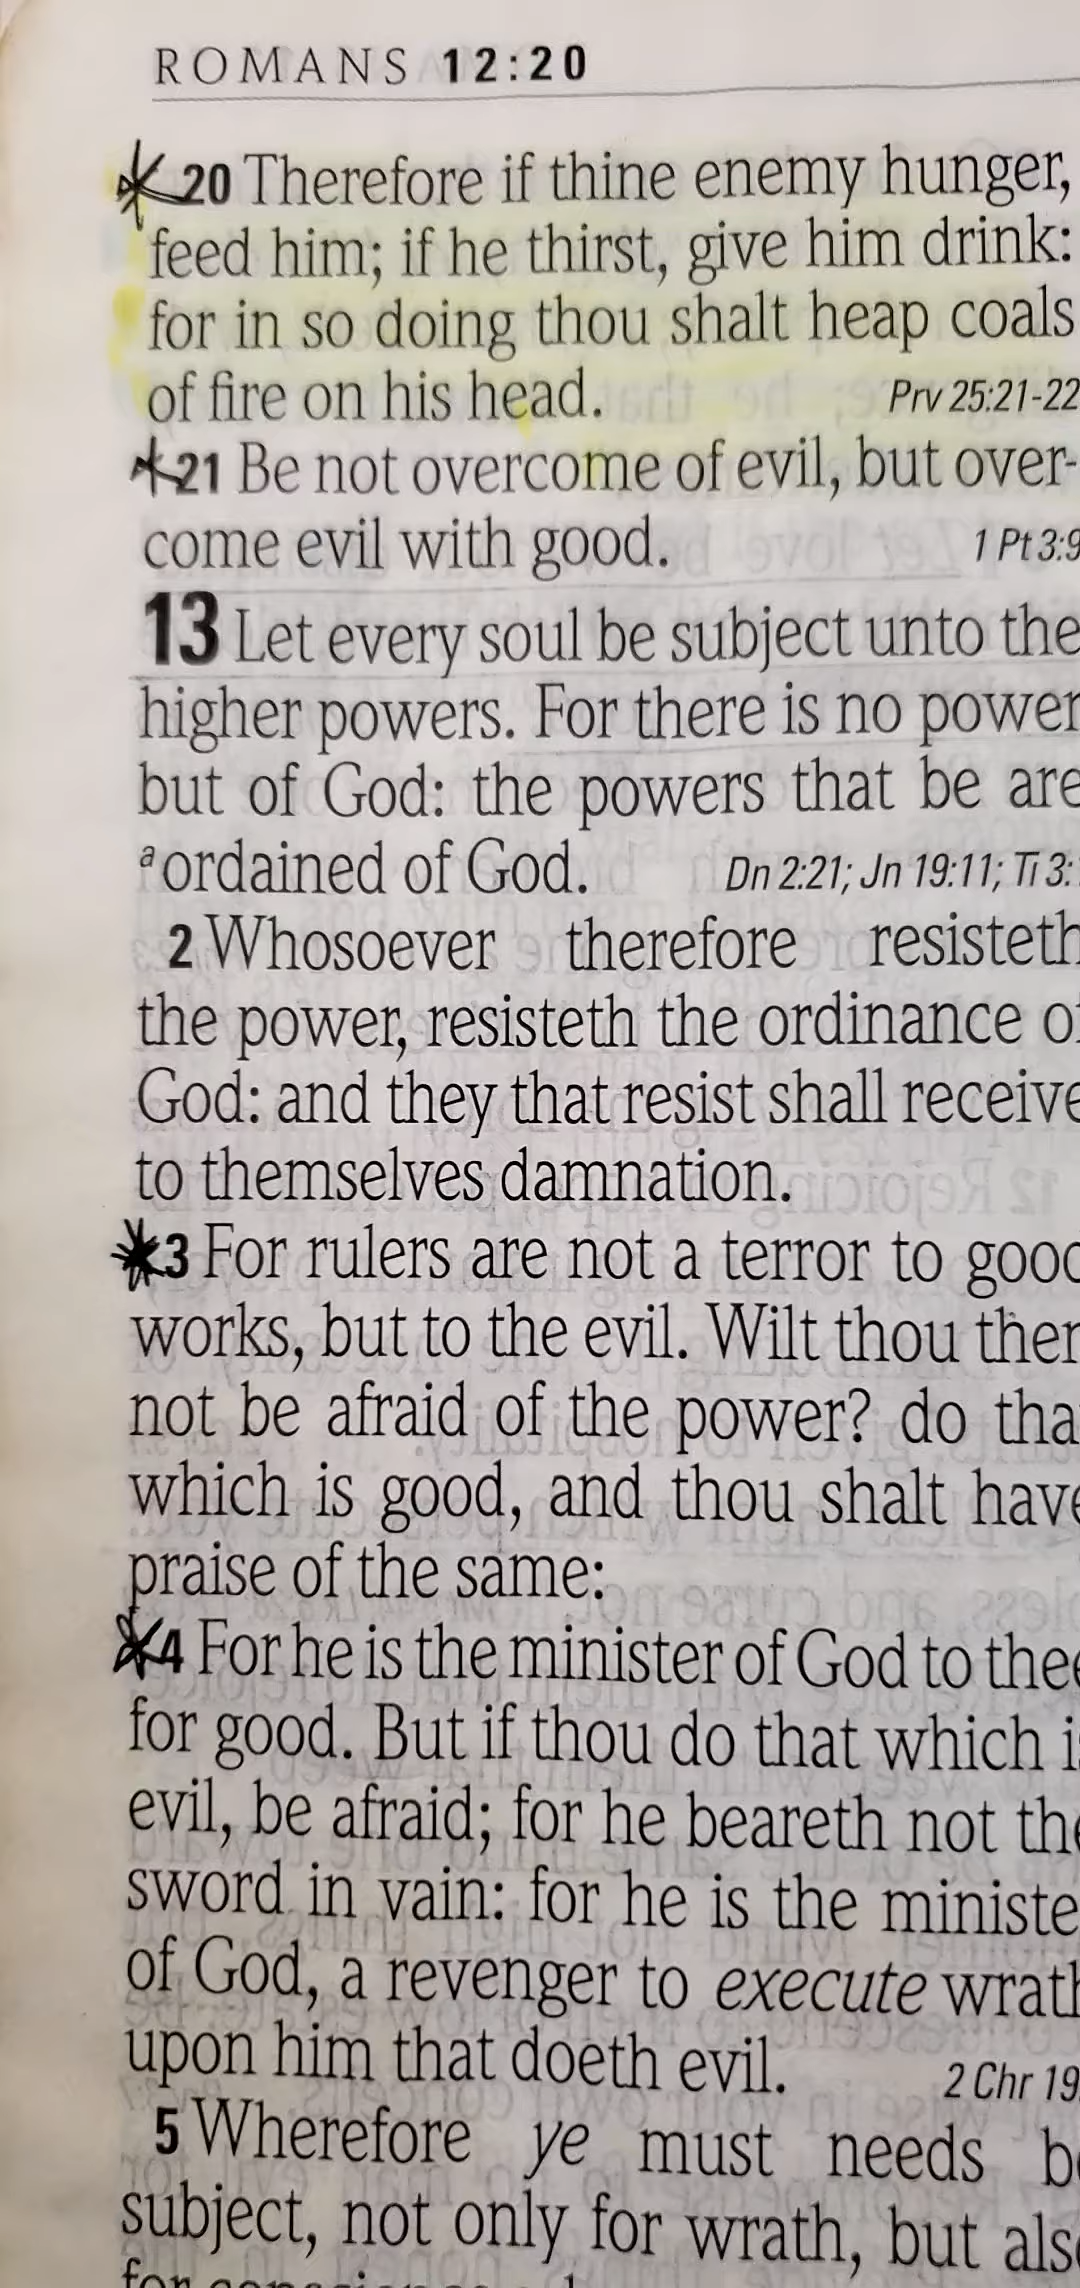 ROMANS 12:20
20 Therefore if thine enemy hunger,
feed him; if he thirst, give him drink:
for in so doing thou shalt heap coals
of fire on his head. Prv 25:21-22
21 Be not overcome of evil, but over-
come evil with good. 1 Pt 3:9
13 Let every soul be subject unto the
higher powers. For there is no power
but of God: the powers that be are
a ordained of God. Dn 2:21; Jn 19:11; Ti 3:
2 Whosoever therefore resisteth
the power, resisteth the ordinance of
God: and they that resist shall receive
to themselves damnation.
3 For rulers are not a terror to good
works, but to the evil. Wilt thou then
not be afraid of the power? do tha
which is good, and thou shalt have
praise of the same:
4 For he is the minister of God to thee
for good. But if thou do that which is
evil, be afraid; for he beareth not the
sword in vain: for he is the ministe
of God, a revenger to execute wrath
upon him that doeth evil. 2 Chr 19
5 Wherefore ye must needs be
subject, not only for wrath, but also
for